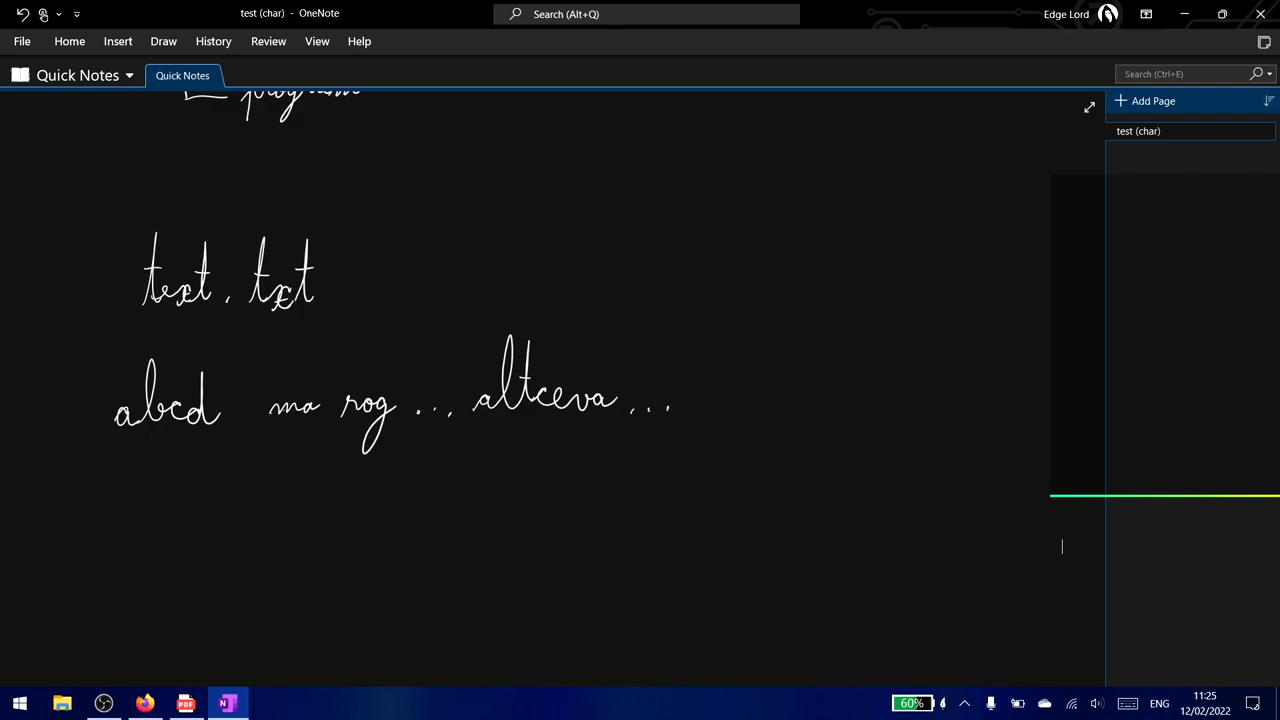 test (char) - OneNote
Search (Alt+Q)
Edge Lord
File Home Insert Draw History Review View Help
Quick Notes
Quick Notes
Search (Ctrl+E)
program
Add Page
test (char)
text. txt
abcd ma rog... altceva...
60%
ENG
11:25
12/02/2022